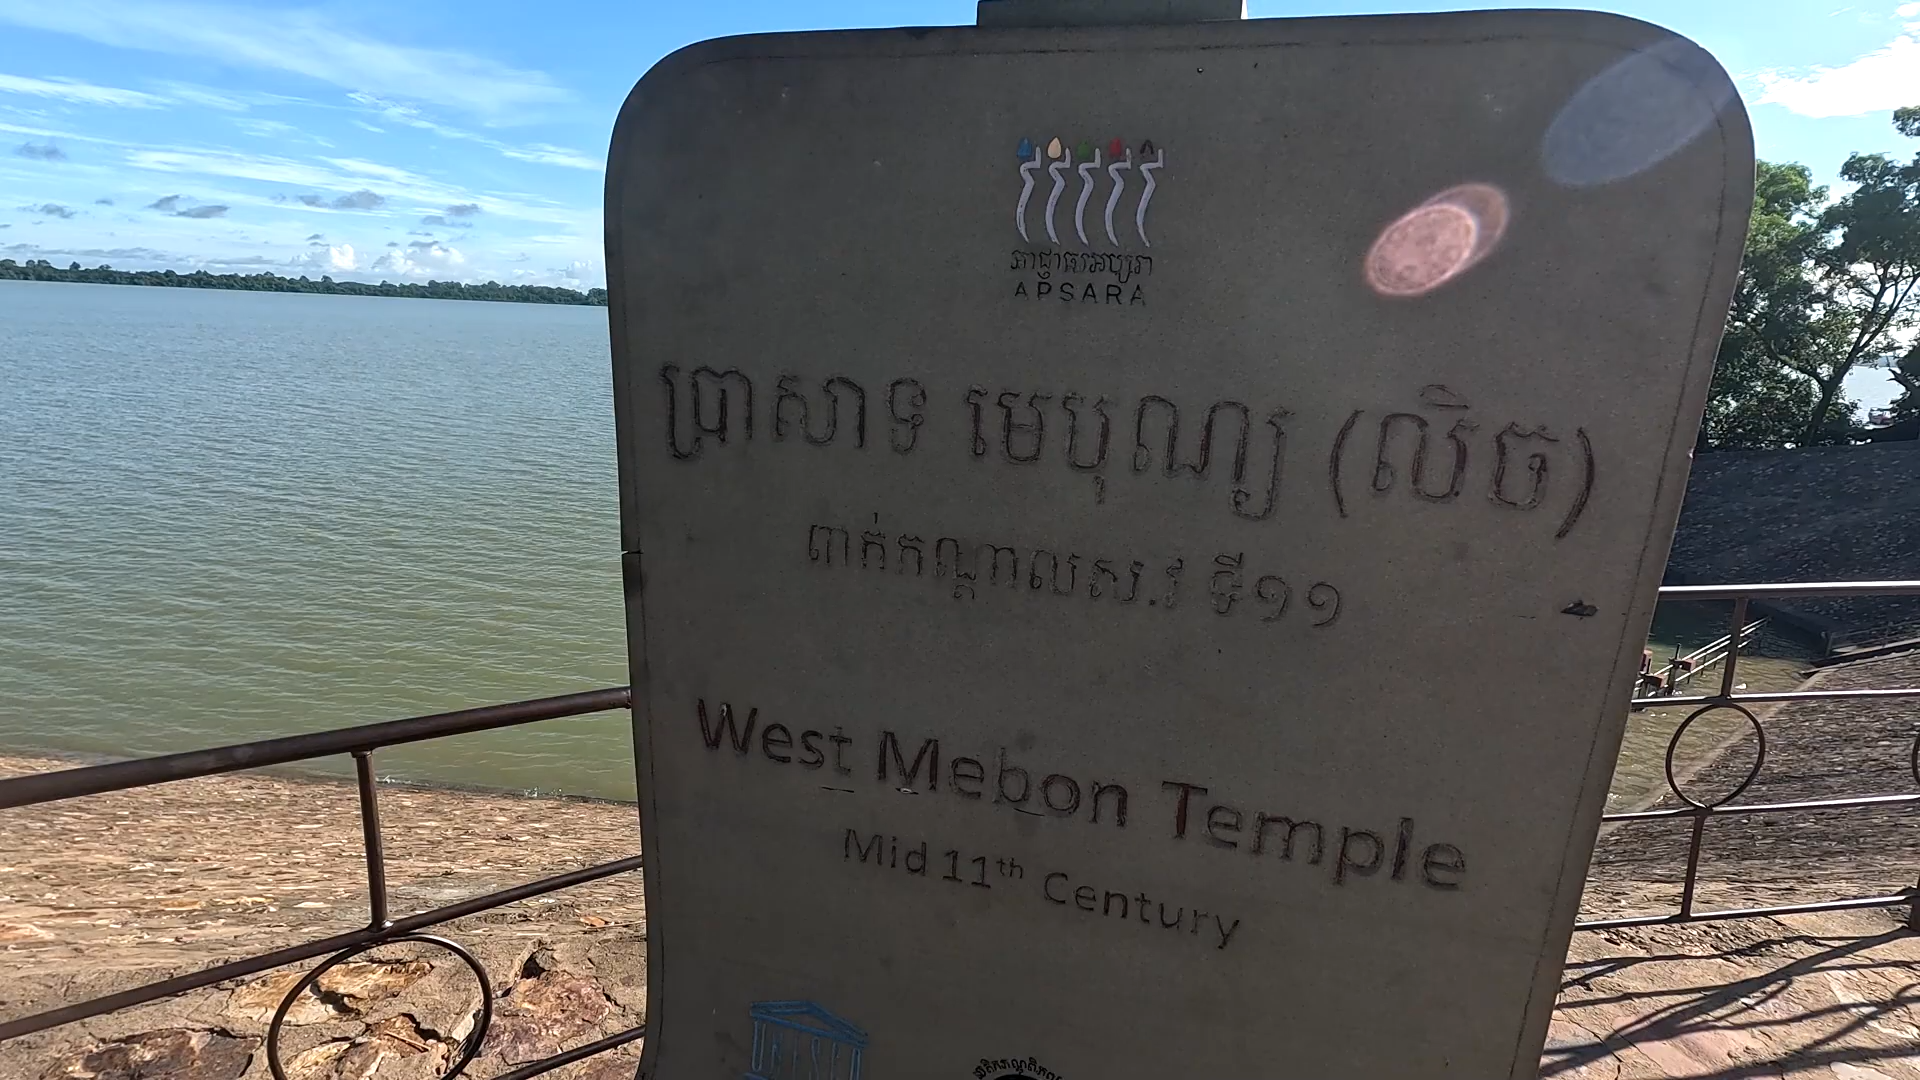 អាជ្ញាធរអប្សរា
APSARA
ប្រាសាទ មេបុណ្យ (លិច)
ពាក់កណ្ដាលស.វ ទី១១
West Mebon Temple
Mid 11th Century
UNESCO